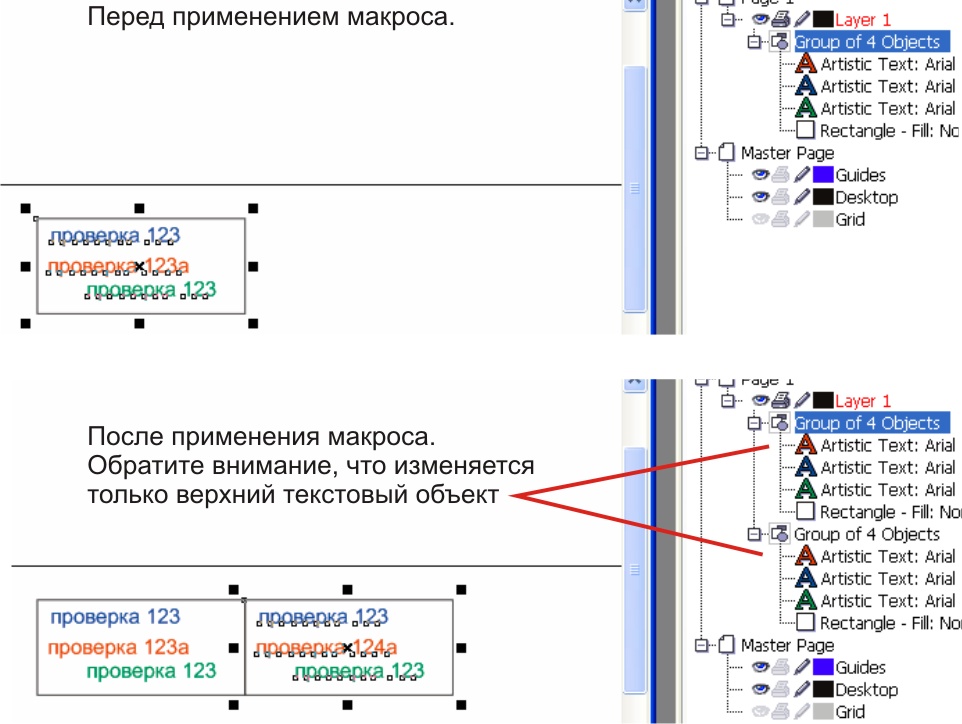 Перед применением макроса.
Layer 1
Group of 4 Objects
Artistic Text: Arial
Artistic Text: Arial
Artistic Text: Arial
Rectangle - Fill: No
Master Page
Guides
Desktop
Grid
проверка 123
проверка 123а
проверка 123
Page 1
Layer 1
Group of 4 Objects
После применения макроса.
Обратите внимание, что изменяется
только верхний текстовый объект
Artistic Text: Arial
Artistic Text: Arial
Artistic Text: Arial
Rectangle - Fill: No
Group of 4 Objects
Artistic Text: Arial
Artistic Text: Arial
Artistic Text: Arial
Rectangle - Fill: No
Master Page
Guides
Desktop
Grid
проверка 123 проверка 123
проверка 123а проверка 124а
проверка 123 проверка 123